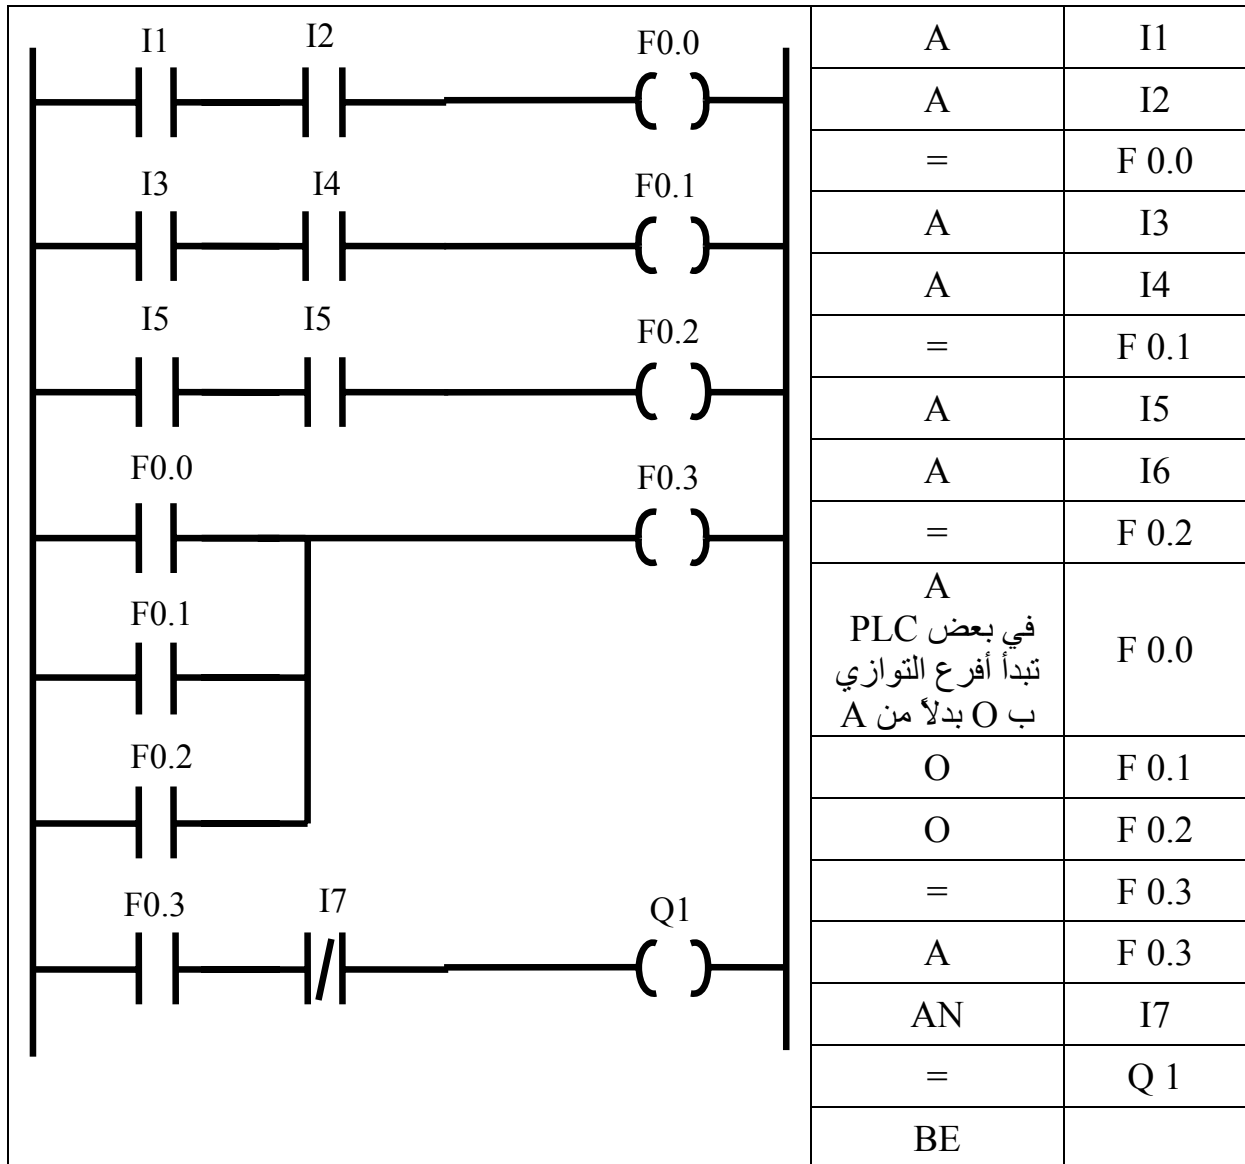 I1 I2 F0.0
I3 I4 F0.1
I5 I5 F0.2
F0.0 F0.3
F0.1
F0.2
F0.3 I7 Q1
A I1
A I2
= F 0.0
A I3
A I4
= F 0.1
A I5
A I6
= F 0.2
A
في بعض PLC
تبدأ أفرع التوازي
ب O بدلاً من A
F 0.0
O F 0.1
O F 0.2
= F 0.3
A F 0.3
AN I7
= Q 1
BE